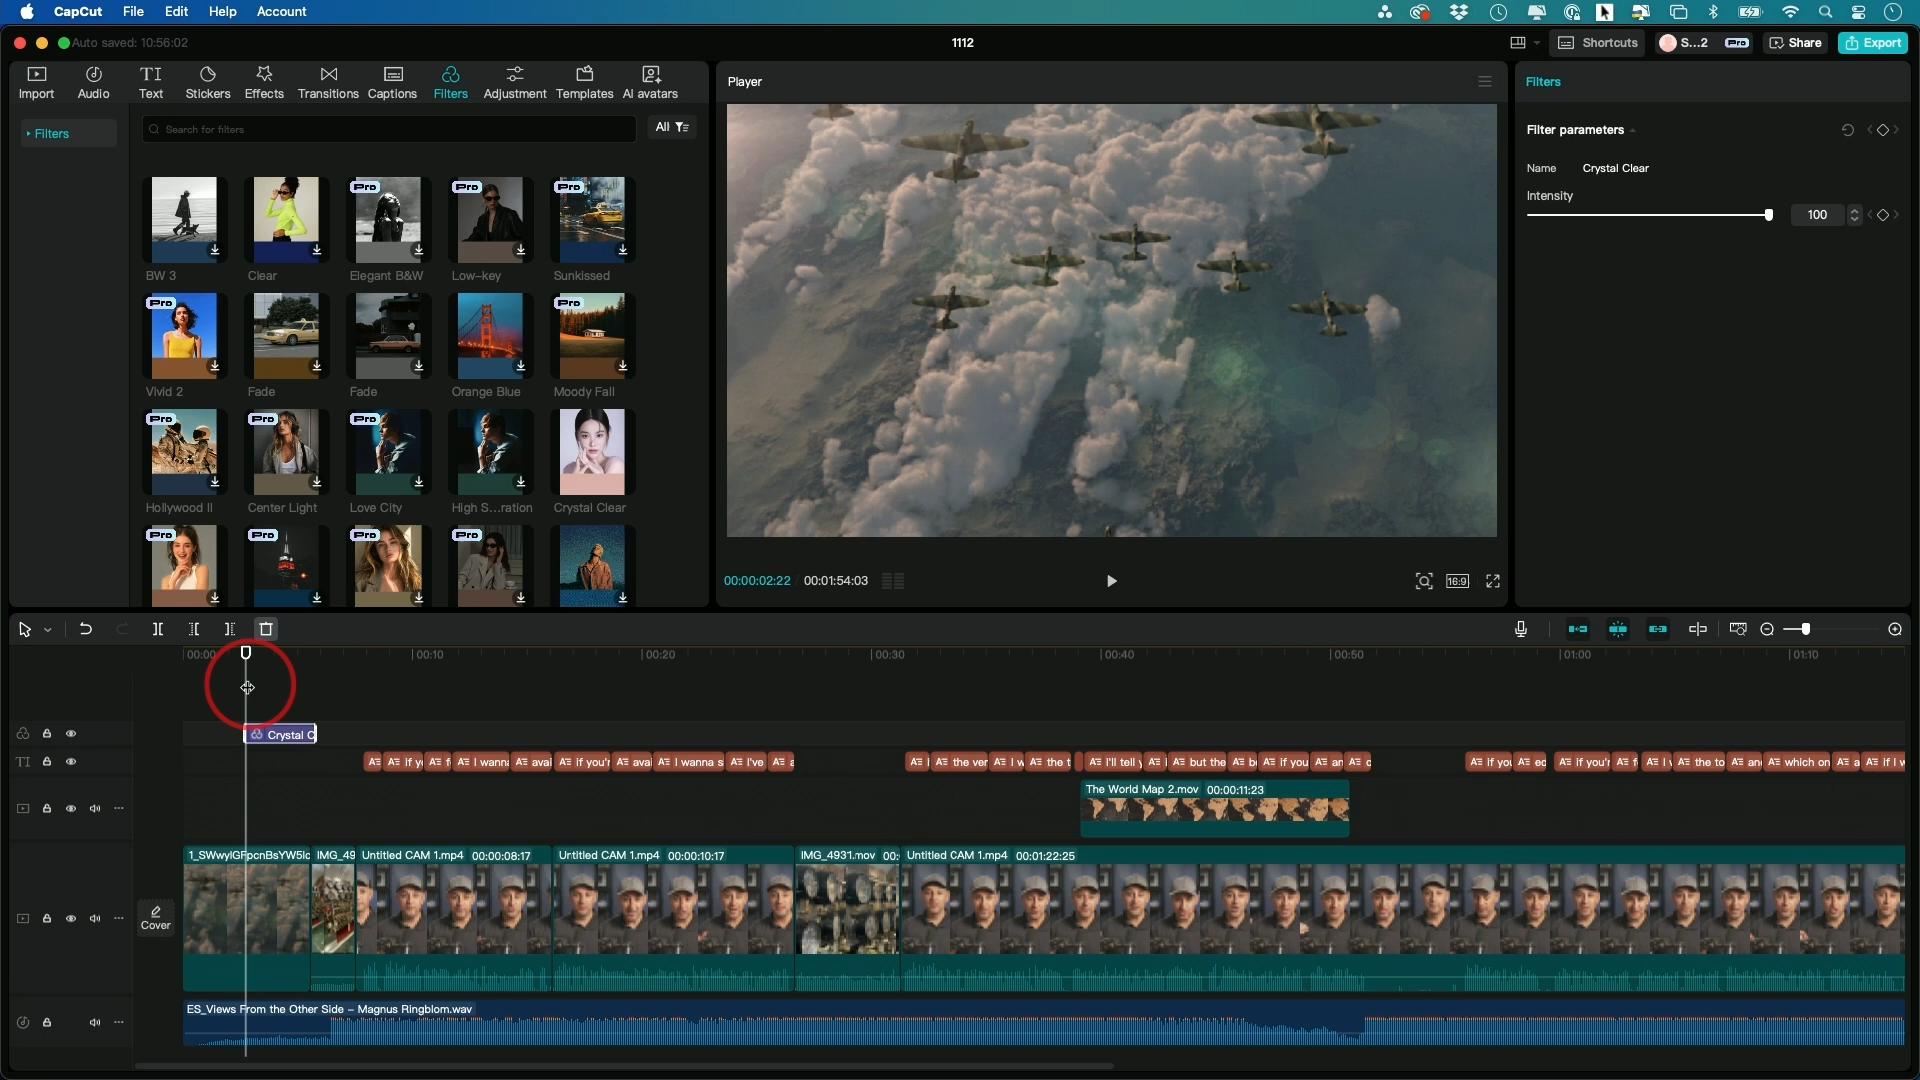 CapCut File Edit Help Account
Auto saved: 10:56:02
1112
Shortcuts
S...2
Pro
Share
Export
Import
Audio
TI
Text
Stickers
Effects
Transitions
Captions
Filters
Adjustment
Templates
AI avatars
Filters
Search for filters
All
Pro
Pro
Pro
BW 3
Clear
Elegant B&W
Low-key
Sunkissed
Pro
Pro
Vivid 2
Fade
Fade
Orange Blue
Moody Fall
Pro
Pro
Pro
Hollywood II
Center Light
Love City
High S...ration
Crystal Clear
Pro
Pro
Pro
Pro
Player
00:00:02:22
00:01:54:03
16:9
Filters
Filter parameters
Name
Crystal Clear
Intensity
100
00:00
00:10
00:20
00:30
00:40
00:50
01:00
01:10
Crystal C
TI
if y
I wanna
avai
if you'r
avai
I wanna s
I've
a
the ver
I w
the t
I'll tell y
but the
if you
an
if you
if you'r
the to
an
which on
a
if I w
The World Map 2.mov 00:00:11:23
IMG_49
Untitled CAM 1.mp4 00:00:08:17
Untitled CAM 1.mp4 00:00:10:17
IMG_4931.mov 00:
Untitled CAM 1.mp4 00:01:22:25
Cover
ES_Views From the Other Side – Magnus Ringblom.wav